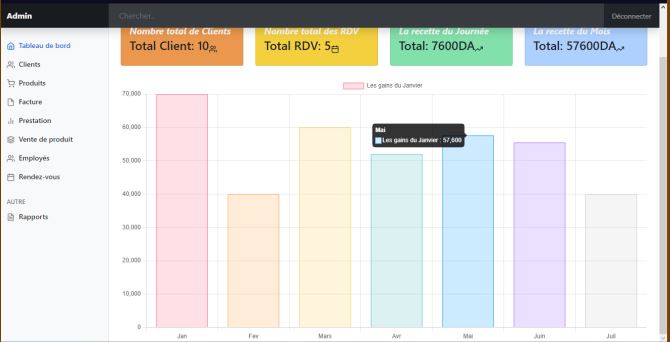 Admin
Chercher..
Déconnecter
Tableau de bord
Clients
Produits
Facture
Prestation
Vente de produit
Employés
Rendez-vous
AUTRE
Rapports
Nombre total de Clients
Total Client: 10
Nombre total des RDV
Total RDV: 5
La recette du Journée
Total: 7600DA
La recette du Mois
Total: 57600DA
Les gains du Janvier
70,000
60,000
50,000
40,000
30,000
20,000
10,000
0
Mai
Les gains du Janvier : 57,600
Jan
Fev
Mars
Avr
Mai
Juin
Juil